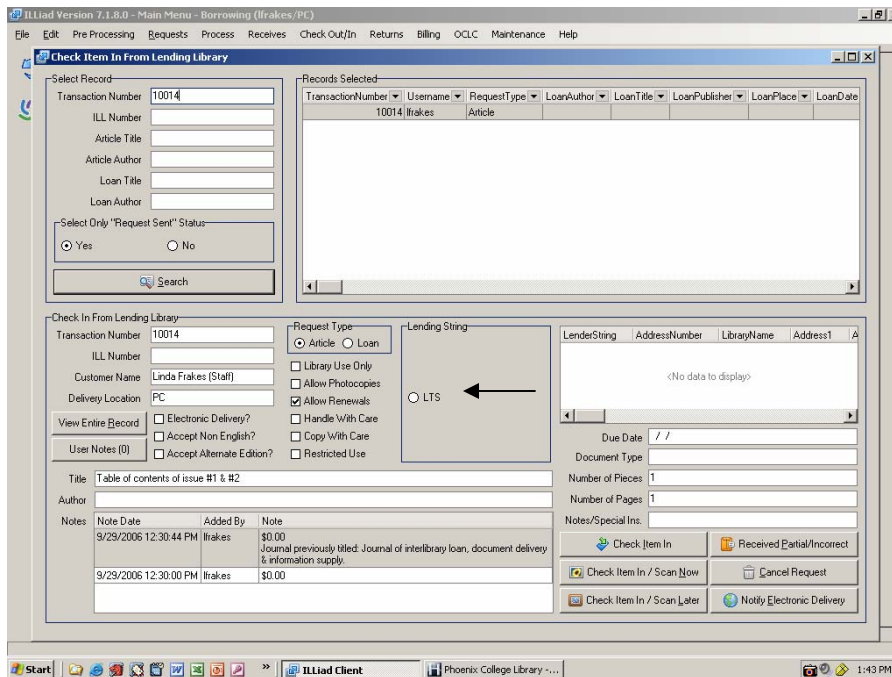 ILLiad Version 7.1.8.0 - Main Menu - Borrowing (lfrakes/PC)
File Edit Pre Processing Requests Process Receives Check Out/In Returns Billing OCLC Maintenance Help
Check Item In From Lending Library
Select Record
Transaction Number 10014
ILL Number
Article Title
Article Author
Loan Title
Loan Author
Select Only "Request Sent" Status
Yes No
Search
Records Selected
TransactionNumber Username RequestType LoanAuthor LoanTitle LoanPublisher LoanPlace LoanDate
10014 lfrakes Article
Check In From Lending Library
Transaction Number 10014
ILL Number
Customer Name Linda Frakes (Staff)
Delivery Location PC
View Entire Record
User Notes (0)
Electronic Delivery?
Accept Non English?
Accept Alternate Edition?
Request Type
Article Loan
Library Use Only
Allow Photocopies
Allow Renewals
Handle With Care
Copy With Care
Restricted Use
Lending String
LTS
LenderString AddressNumber LibraryName Address1 A
<No data to display>
Due Date / /
Document Type
Number of Pieces 1
Number of Pages 1
Notes/Special Ins.
Title Table of contents of issue #1 & #2
Author
Notes Note Date Added By Note
9/29/2006 12:30:44 PM lfrakes $0.00
Journal previously titled: Journal of interlibrary loan, document delivery
& information supply.
9/29/2006 12:30:00 PM lfrakes $0.00
Check Item In Received Partial/Incorrect
Check Item In / Scan Now Cancel Request
Check Item In / Scan Later Notify Electronic Delivery
Start » ILLiad Client Phoenix College Library -... 1:43 PM